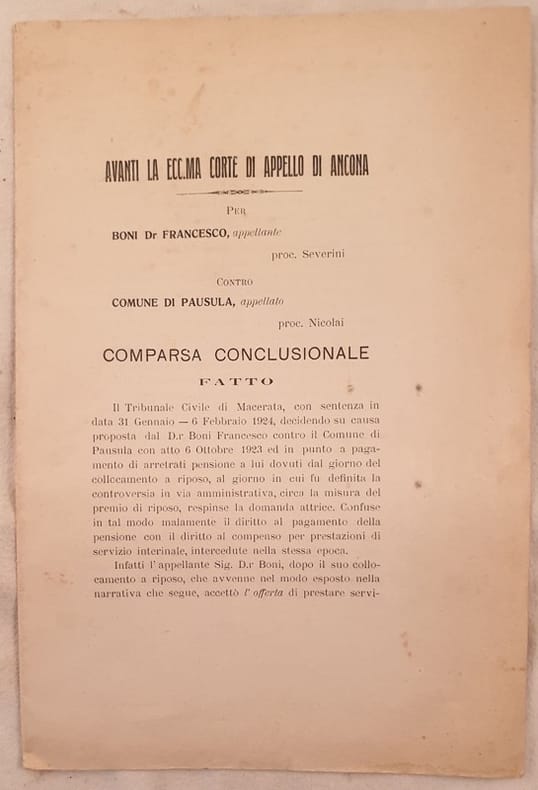 AVANTI LA ECC.MA CORTE DI APPELLO DI ANCONA
PER
BONI Dr FRANCESCO, appellante
proc. Severini
CONTRO
COMUNE DI PAUSULA, appellato
proc. Nicolai
COMPARSA CONCLUSIONALE
FATTO
Il Tribunale Civile di Macerata, con sentenza in
data 31 Gennaio — 6 Febbraio 1924, decidendo su causa
proposta dal D.r Boni Francesco contro il Comune di
Pausula con atto 6 Ottobre 1923 ed in punto a paga-
mento di arretrati pensione a lui dovuti dal giorno del
colloccamento a riposo, al giorno in cui fu definita la
controversia in via amministrativa, circa la misura del
premio di riposo, respinse la domanda attrice. Confuse
in tal modo malamente il diritto al pagamento della
pensione con il diritto al compenso per prestazioni di
servizio interinale, intercedute nella stessa epoca.
Infatti l' appellante Sig. D.r Boni, dopo il suo collo-
camento a riposo, che avvenne nel modo esposto nella
narrativa che segue, accettò l' offerta di prestare servi-